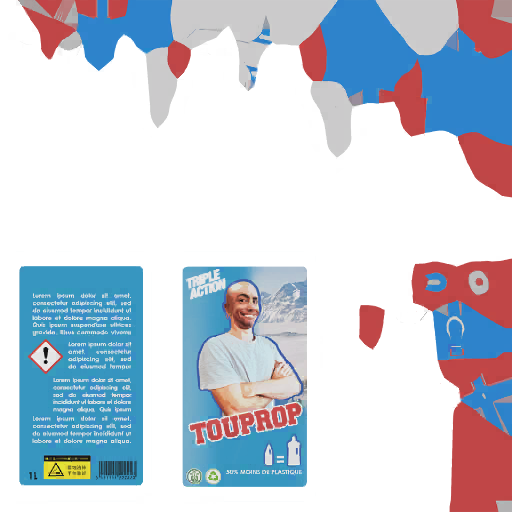 Lorem ipsum dolor sit amet,
consectetur adipiscing elit, sed
do eiusmod tempor incididunt ut
labore et dolore magna aliqua.
Quis ipsum suspendisse ultrices
gravida. Risus commodo viverra
Lorem ipsum dolor sit
amet, consectetur
adipiscing elit, sed
do eiusmod tempor
Lorem ipsum dolor sit amet,
consectetur adipiscing elit, sed
do eiusmod tempor
incididunt ut labore et dolore
magna aliqua. Quis ipsum
Lorem ipsum dolor sit amet,
consectetur adipiscing elit, sed
do eiusmod tempor incididunt ut
labore et dolore magna aliqua.
1L
TRIPLE
ACTION
TOUPROP
50% MOINS DE PLASTIQUE